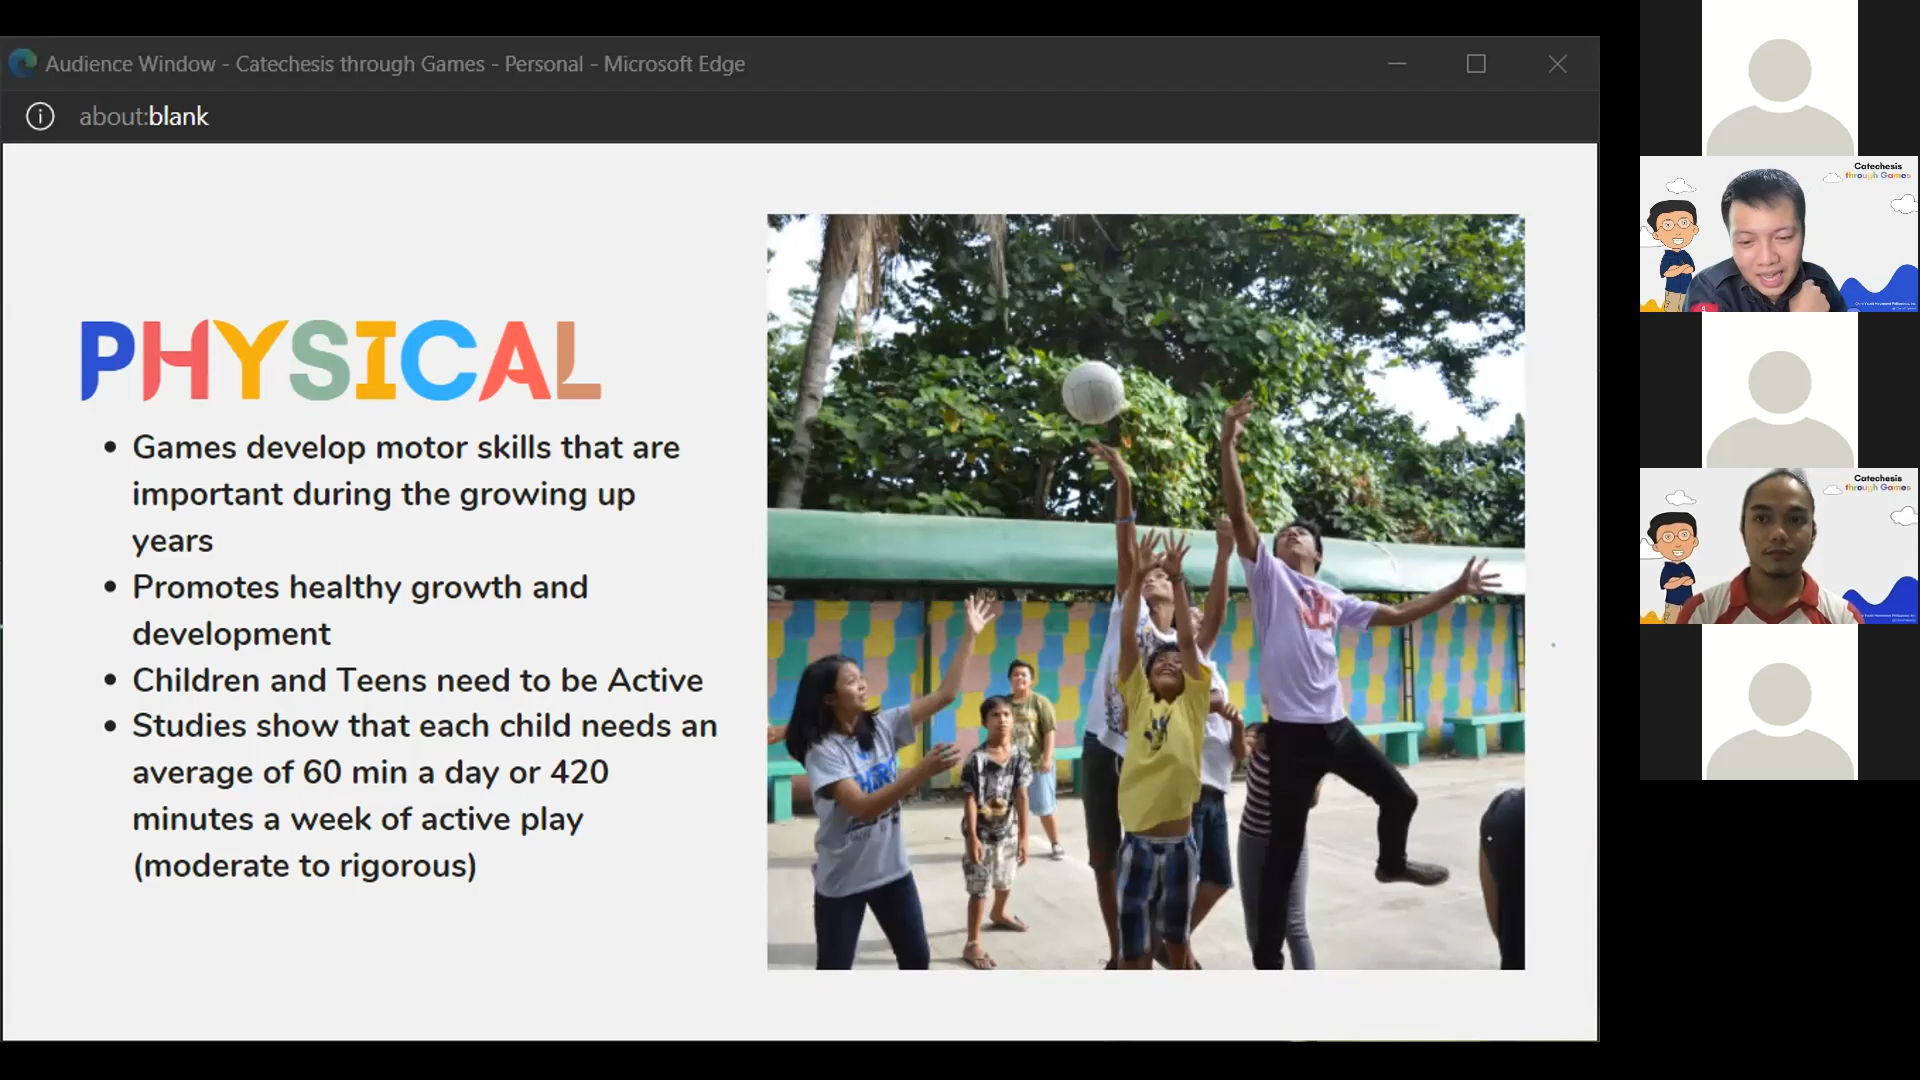 Audience Window - Catechesis through Games - Personal - Microsoft Edge
about:blank
PHYSICAL
• Games develop motor skills that are
important during the growing up
years
• Promotes healthy growth and
development
• Children and Teens need to be Active
• Studies show that each child needs an
average of 60 min a day or 420
minutes a week of active play
(moderate to rigorous)
Catechesis
through Games
Catechesis
through Games